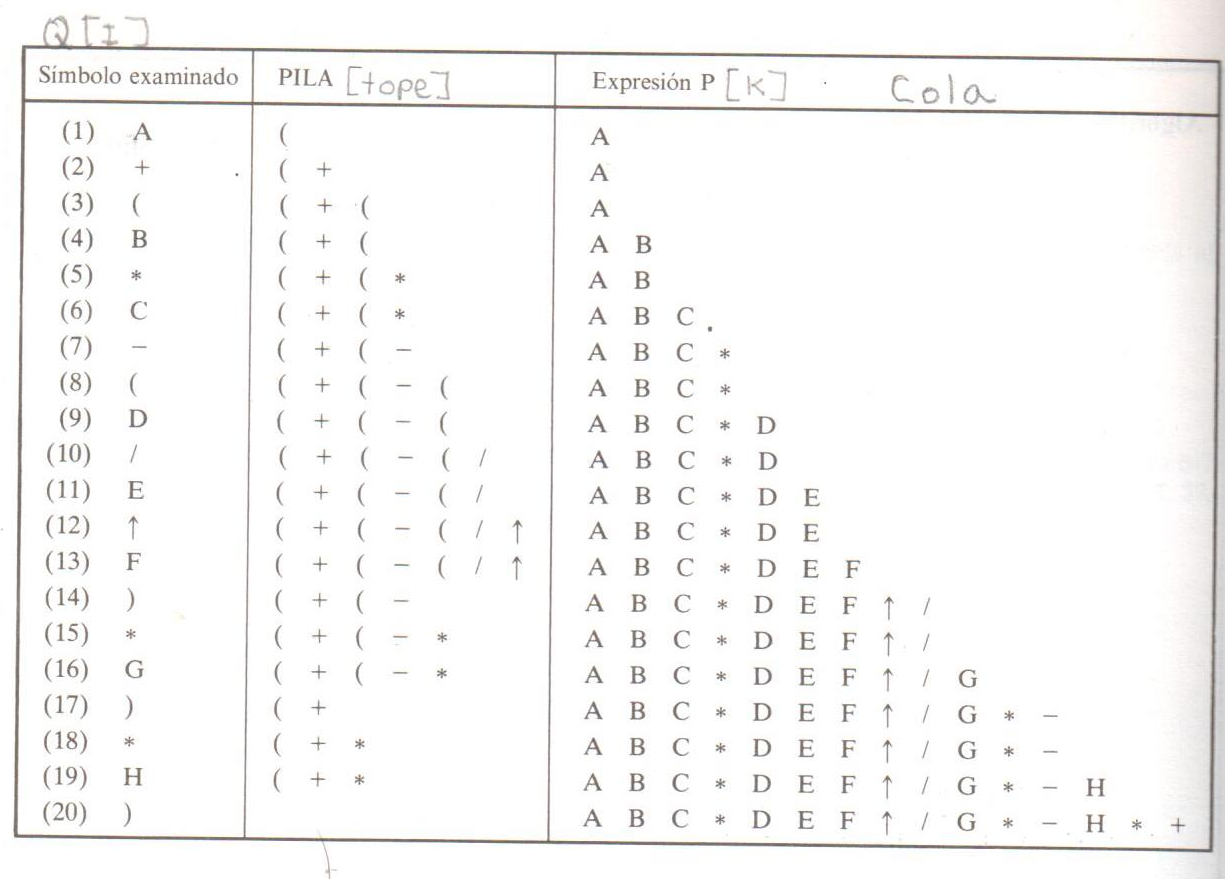 Q[I]
Símbolo examinado PILA [tope] Expresión P [K] Cola
(1) A ( A
(2) + ( + A
(3) ( ( + ( A
(4) B ( + ( A B
(5) * ( + ( * A B
(6) C ( + ( * A B C
(7) − ( + ( − A B C *
(8) ( ( + ( − ( A B C *
(9) D ( + ( − ( A B C * D
(10) / ( + ( − ( / A B C * D
(11) E ( + ( − ( / A B C * D E
(12) ↑ ( + ( − ( / ↑ A B C * D E
(13) F ( + ( − ( / ↑ A B C * D E F
(14) ) ( + ( − A B C * D E F ↑ /
(15) * ( + ( − * A B C * D E F ↑ /
(16) G ( + ( − * A B C * D E F ↑ / G
(17) ) ( + A B C * D E F ↑ / G * −
(18) * ( + * A B C * D E F ↑ / G * −
(19) H ( + * A B C * D E F ↑ / G * − H
(20) ) A B C * D E F ↑ / G * − H * +